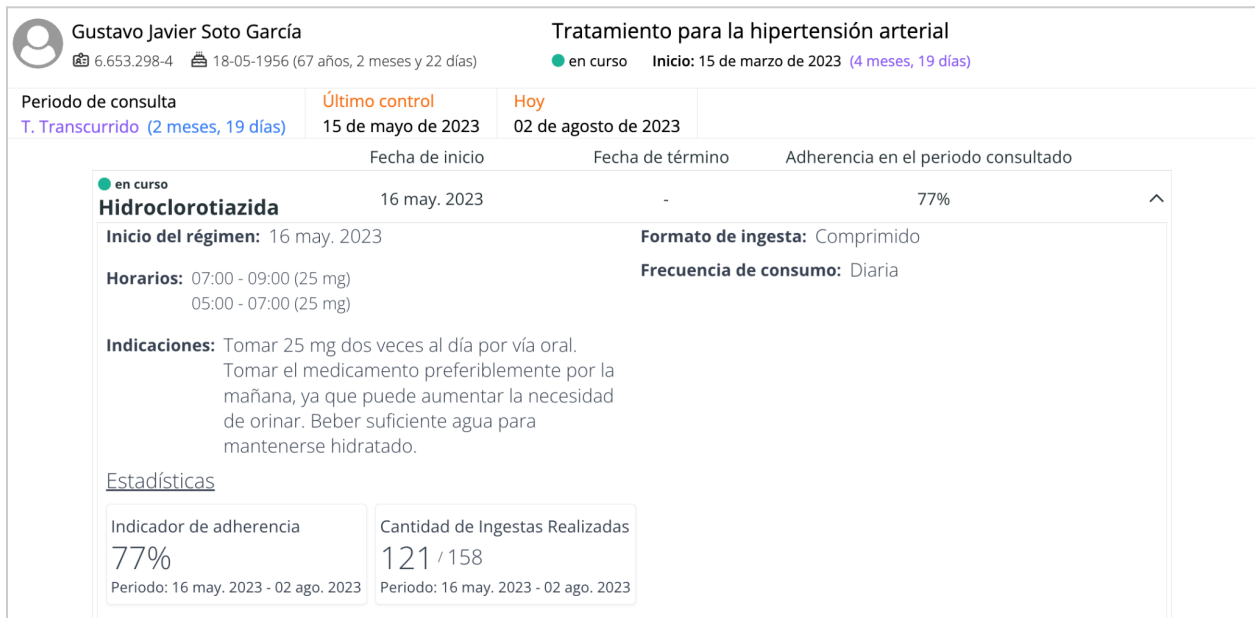 Gustavo Javier Soto García
6.653.298-4 18-05-1956 (67 años, 2 meses y 22 días)
Tratamiento para la hipertensión arterial
en curso Inicio: 15 de marzo de 2023 (4 meses, 19 días)
Periodo de consulta
T. Transcurrido (2 meses, 19 días)
Último control
15 de mayo de 2023
Hoy
02 de agosto de 2023
Fecha de inicio Fecha de término Adherencia en el periodo consultado
en curso
Hidroclorotiazida 16 may. 2023 - 77%
Inicio del régimen: 16 may. 2023
Formato de ingesta: Comprimido
Frecuencia de consumo: Diaria
Horarios: 07:00 - 09:00 (25 mg)
05:00 - 07:00 (25 mg)
Indicaciones: Tomar 25 mg dos veces al día por vía oral.
Tomar el medicamento preferiblemente por la
mañana, ya que puede aumentar la necesidad
de orinar. Beber suficiente agua para
mantenerse hidratado.
Estadísticas
Indicador de adherencia
77%
Periodo: 16 may. 2023 - 02 ago. 2023
Cantidad de Ingestas Realizadas
121 / 158
Periodo: 16 may. 2023 - 02 ago. 2023